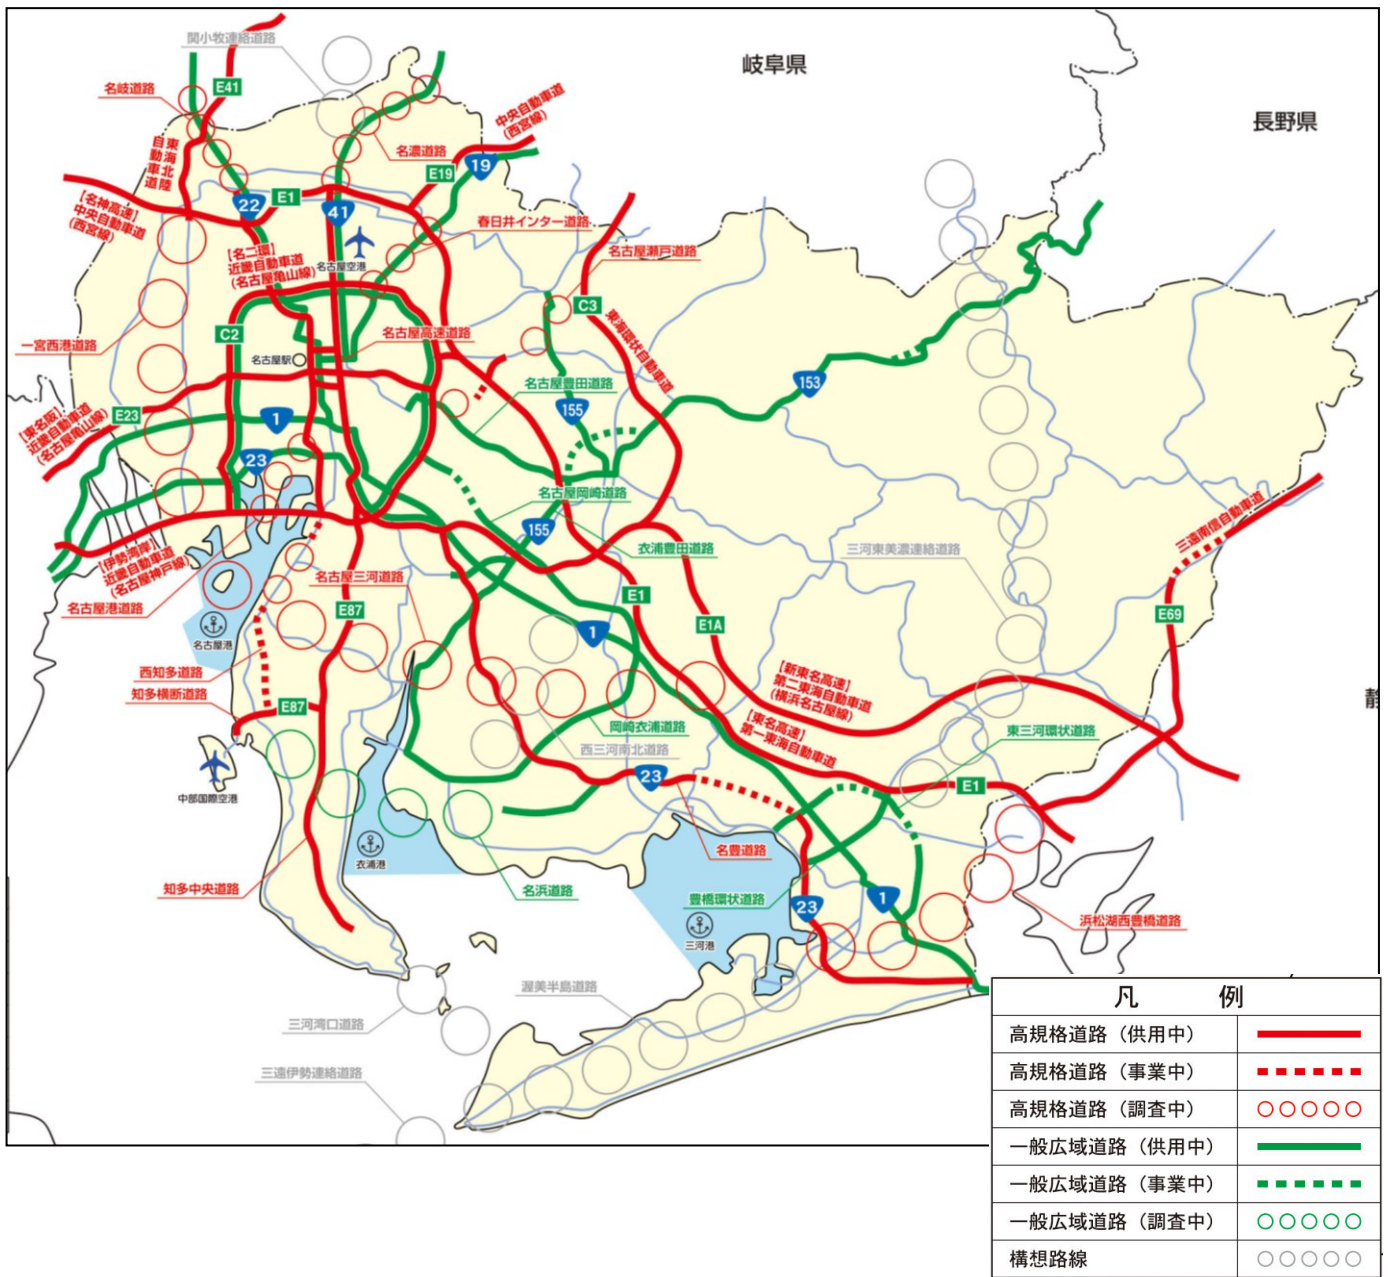 関小牧連絡道路
岐阜県
長野県
名岐道路
E41
中央自動車道
(西宮線)
東海北陸
自動車道
名濃道路
E19
19
【名神高速】
中央自動車道
(西宮線)
E1
22
41
春日井インター道路
【名二環】
近畿自動車道
(名古屋亀山線)
名古屋空港
名古屋瀬戸道路
C3
東海環状自動車道
一宮西港道路
C2
名古屋駅
名古屋高速道路
名古屋豊田道路
153
155
E23
【東名阪】
近畿自動車道
(名古屋亀山線)
1
23
名古屋岡崎道路
155
衣浦豊田道路
三河東美濃連絡道路
三遠南信自動車道
【伊勢湾岸】
近畿自動車道
(名古屋神戸線)
名古屋港道路
名古屋三河道路
E87
E1
E1A
E69
名古屋港
1
西知多道路
知多横断道路
E87
【新東名高速】
第二東海自動車道
(横浜名古屋線)
静
岡崎衣浦道路
【東名高速】
第一東海自動車道
東三河環状道路
西三河南北道路
中部国際空港
23
E1
衣浦港
名豊道路
知多中央道路
名浜道路
豊橋環状道路
23
1
浜松湖西豊橋道路
三河港
渥美半島道路
三河湾口道路
三遠伊勢連絡道路
凡 例
高規格道路（供用中）
高規格道路（事業中）
高規格道路（調査中）
一般広域道路（供用中）
一般広域道路（事業中）
一般広域道路（調査中）
構想路線